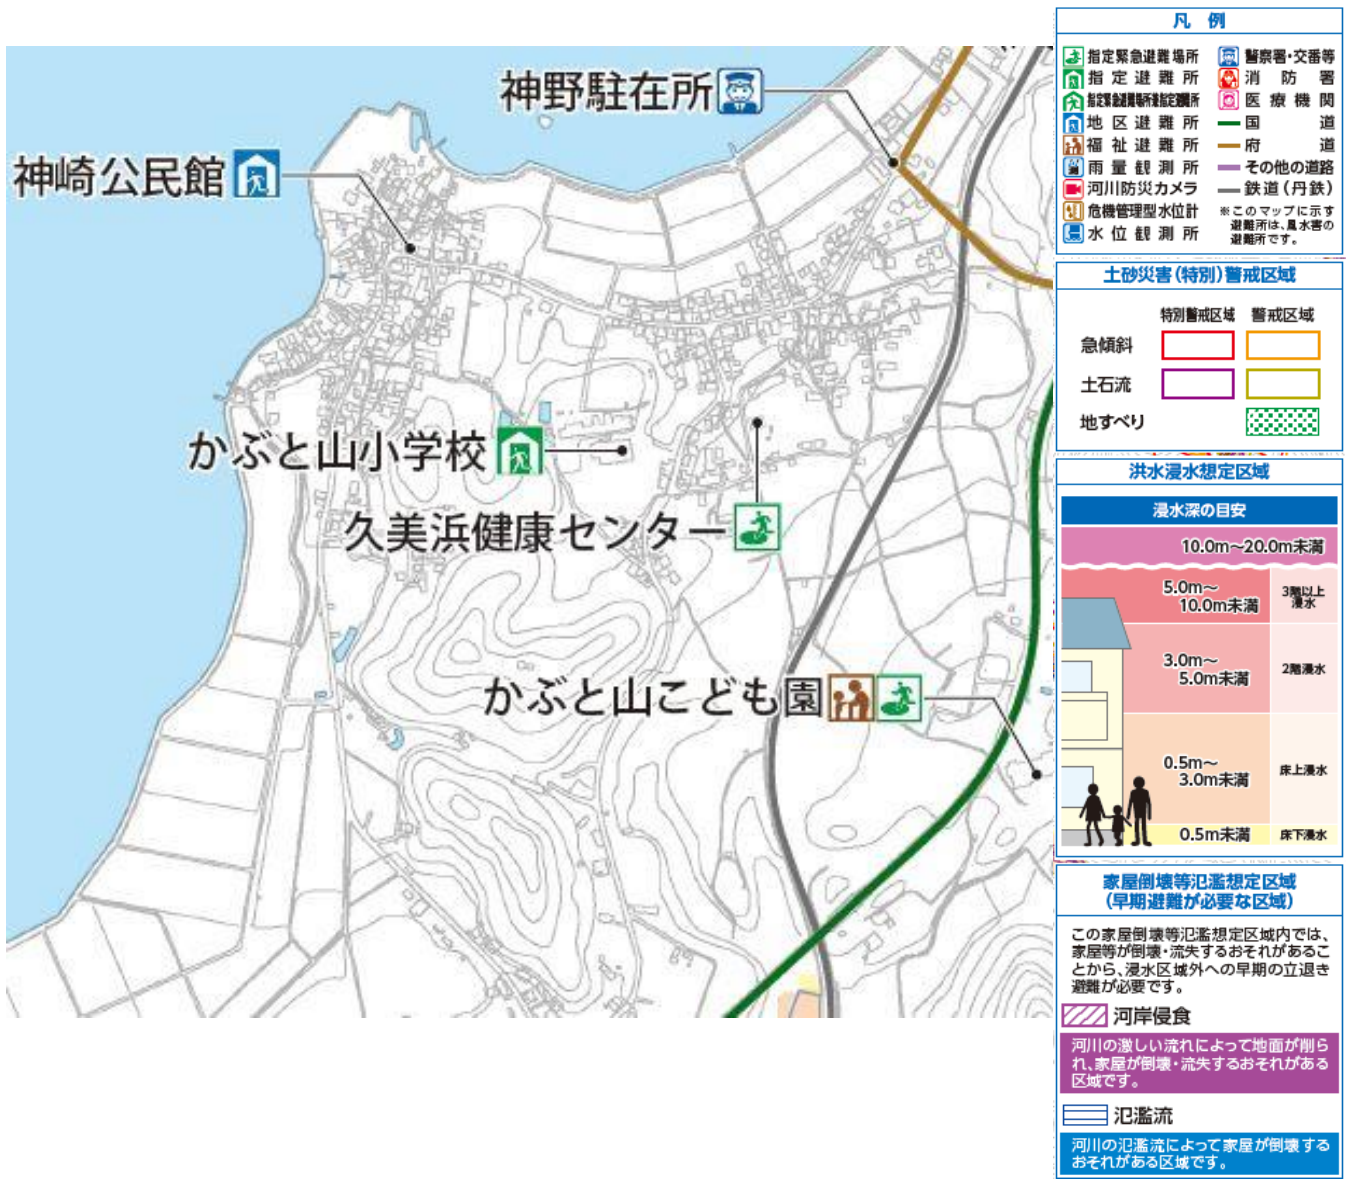 神野駐在所
神崎公民館
かぶと山小学校
久美浜健康センター
かぶと山こども園
凡例
指定緊急避難場所
指定避難所
指定緊急避難場所兼指定避難所
地区避難所
福祉避難所
雨量観測所
河川防災カメラ
危機管理型水位計
水位観測所
警察署・交番等
消防署
医療機関
国道
府道
その他の道路
鉄道(丹鉄)
※このマップに示す
避難所は、風水害の
避難所です。
土砂災害(特別)警戒区域
特別警戒区域 警戒区域
急傾斜
土石流
地すべり
洪水浸水想定区域
浸水深の目安
10.0m〜20.0m未満
5.0m〜
10.0m未満
3階以上
浸水
3.0m〜
5.0m未満
2階浸水
0.5m〜
3.0m未満
床上浸水
0.5m未満
床下浸水
家屋倒壊等氾濫想定区域
(早期避難が必要な区域)
この家屋倒壊等氾濫想定区域内では、
家屋等が倒壊・流失するおそれがあるこ
とから、浸水区域外への早期の立退き
避難が必要です。
河岸侵食
河川の激しい流れによって地面が削ら
れ、家屋が倒壊・流失するおそれがある
区域です。
氾濫流
河川の氾濫流によって家屋が倒壊する
おそれがある区域です。